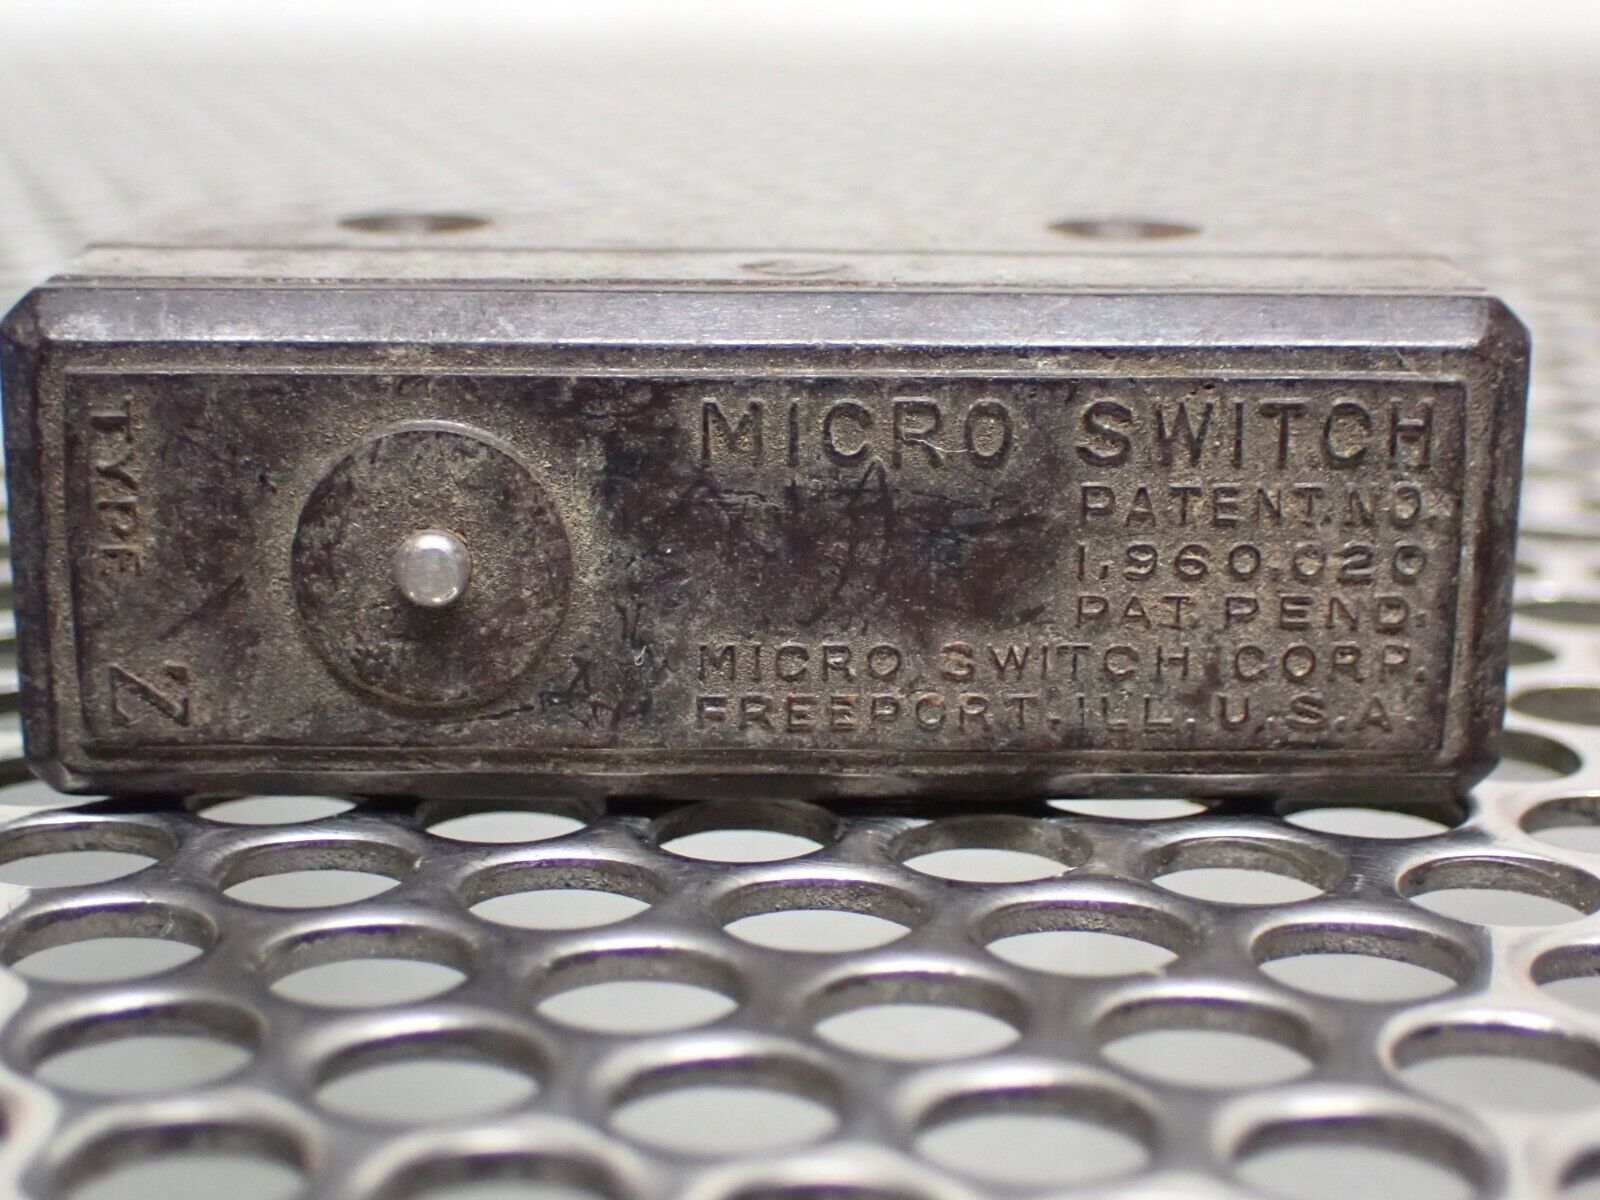 TYPE
Z
MICRO SWITCH
PATENT NO.
1,960,020
PAT. PEND.
MICRO SWITCH CORP.
FREEPORT, ILL. U.S.A.